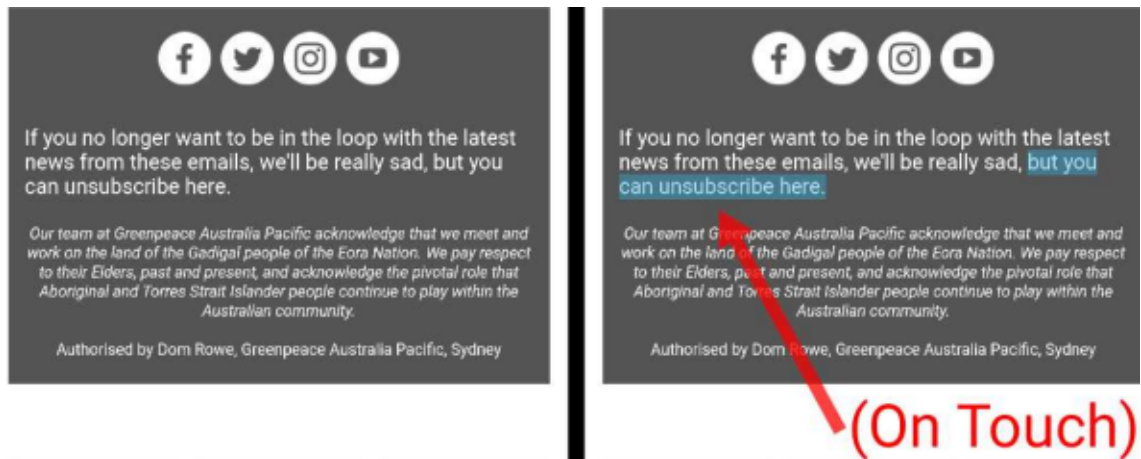 If you no longer want to be in the loop with the latest
news from these emails, we'll be really sad, but you
can unsubscribe here.
Our team at Greenpeace Australia Pacific acknowledge that we meet and
work on the land of the Gadigal people of the Eora Nation. We pay respect
to their Elders, past and present, and acknowledge the pivotal role that
Aboriginal and Torres Strait Islander people continue to play within the
Australian community.
Authorised by Dom Rowe, Greenpeace Australia Pacific, Sydney
If you no longer want to be in the loop with the latest
news from these emails, we'll be really sad, but you
can unsubscribe here.
Our team at Greenpeace Australia Pacific acknowledge that we meet and
work on the land of the Gadigal people of the Eora Nation. We pay respect
to their Elders, past and present, and acknowledge the pivotal role that
Aboriginal and Torres Strait Islander people continue to play within the
Australian community.
Authorised by Dom Rowe, Greenpeace Australia Pacific, Sydney
(On Touch)